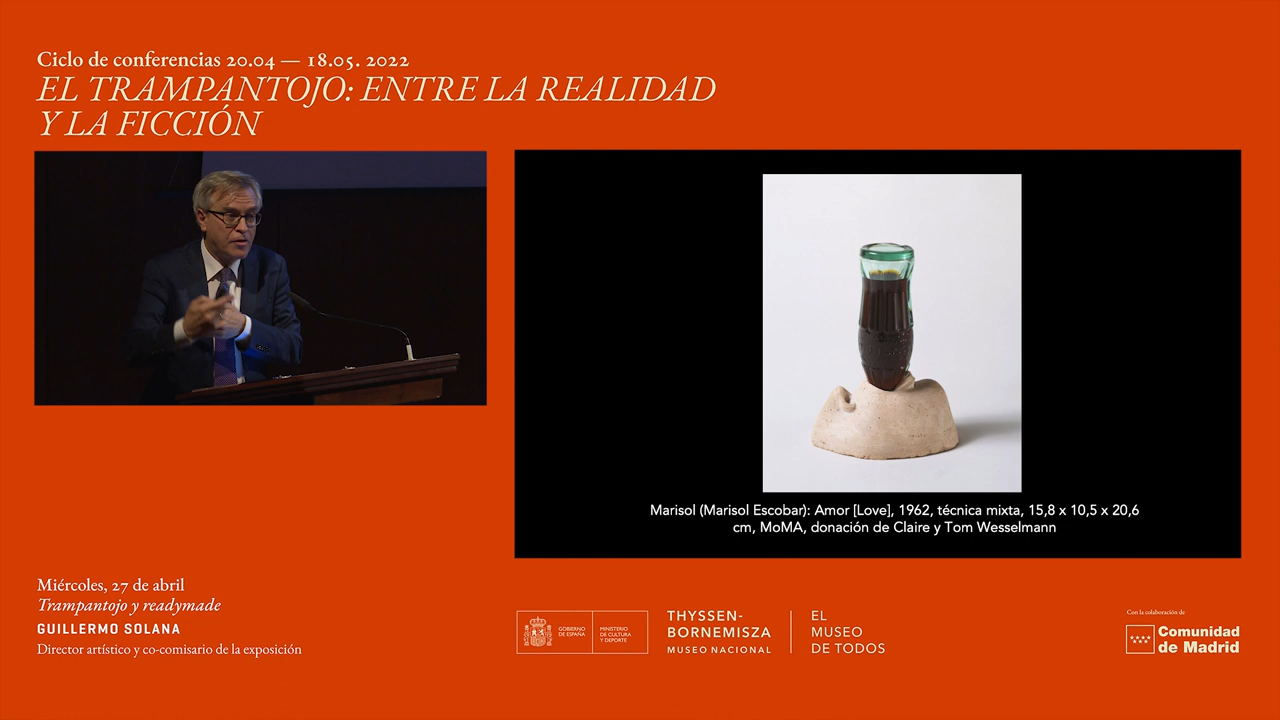 Ciclo de conferencias 20.04 — 18.05. 2022
EL TRAMPANTOJO: ENTRE LA REALIDAD
Y LA FICCIÓN
Marisol (Marisol Escobar): Amor [Love], 1962, técnica mixta, 15,8 x 10,5 x 20,6
cm, MoMA, donación de Claire y Tom Wesselmann
Miércoles, 27 de abril
Trampantojo y readymade
GUILLERMO SOLANA
Director artístico y co-comisario de la exposición
GOBIERNO
DE ESPAÑA
MINISTERIO
DE CULTURA
Y DEPORTE
THYSSEN-
BORNEMISZA
MUSEO NACIONAL
EL
MUSEO
DE TODOS
Con la colaboración de
Comunidad
de Madrid